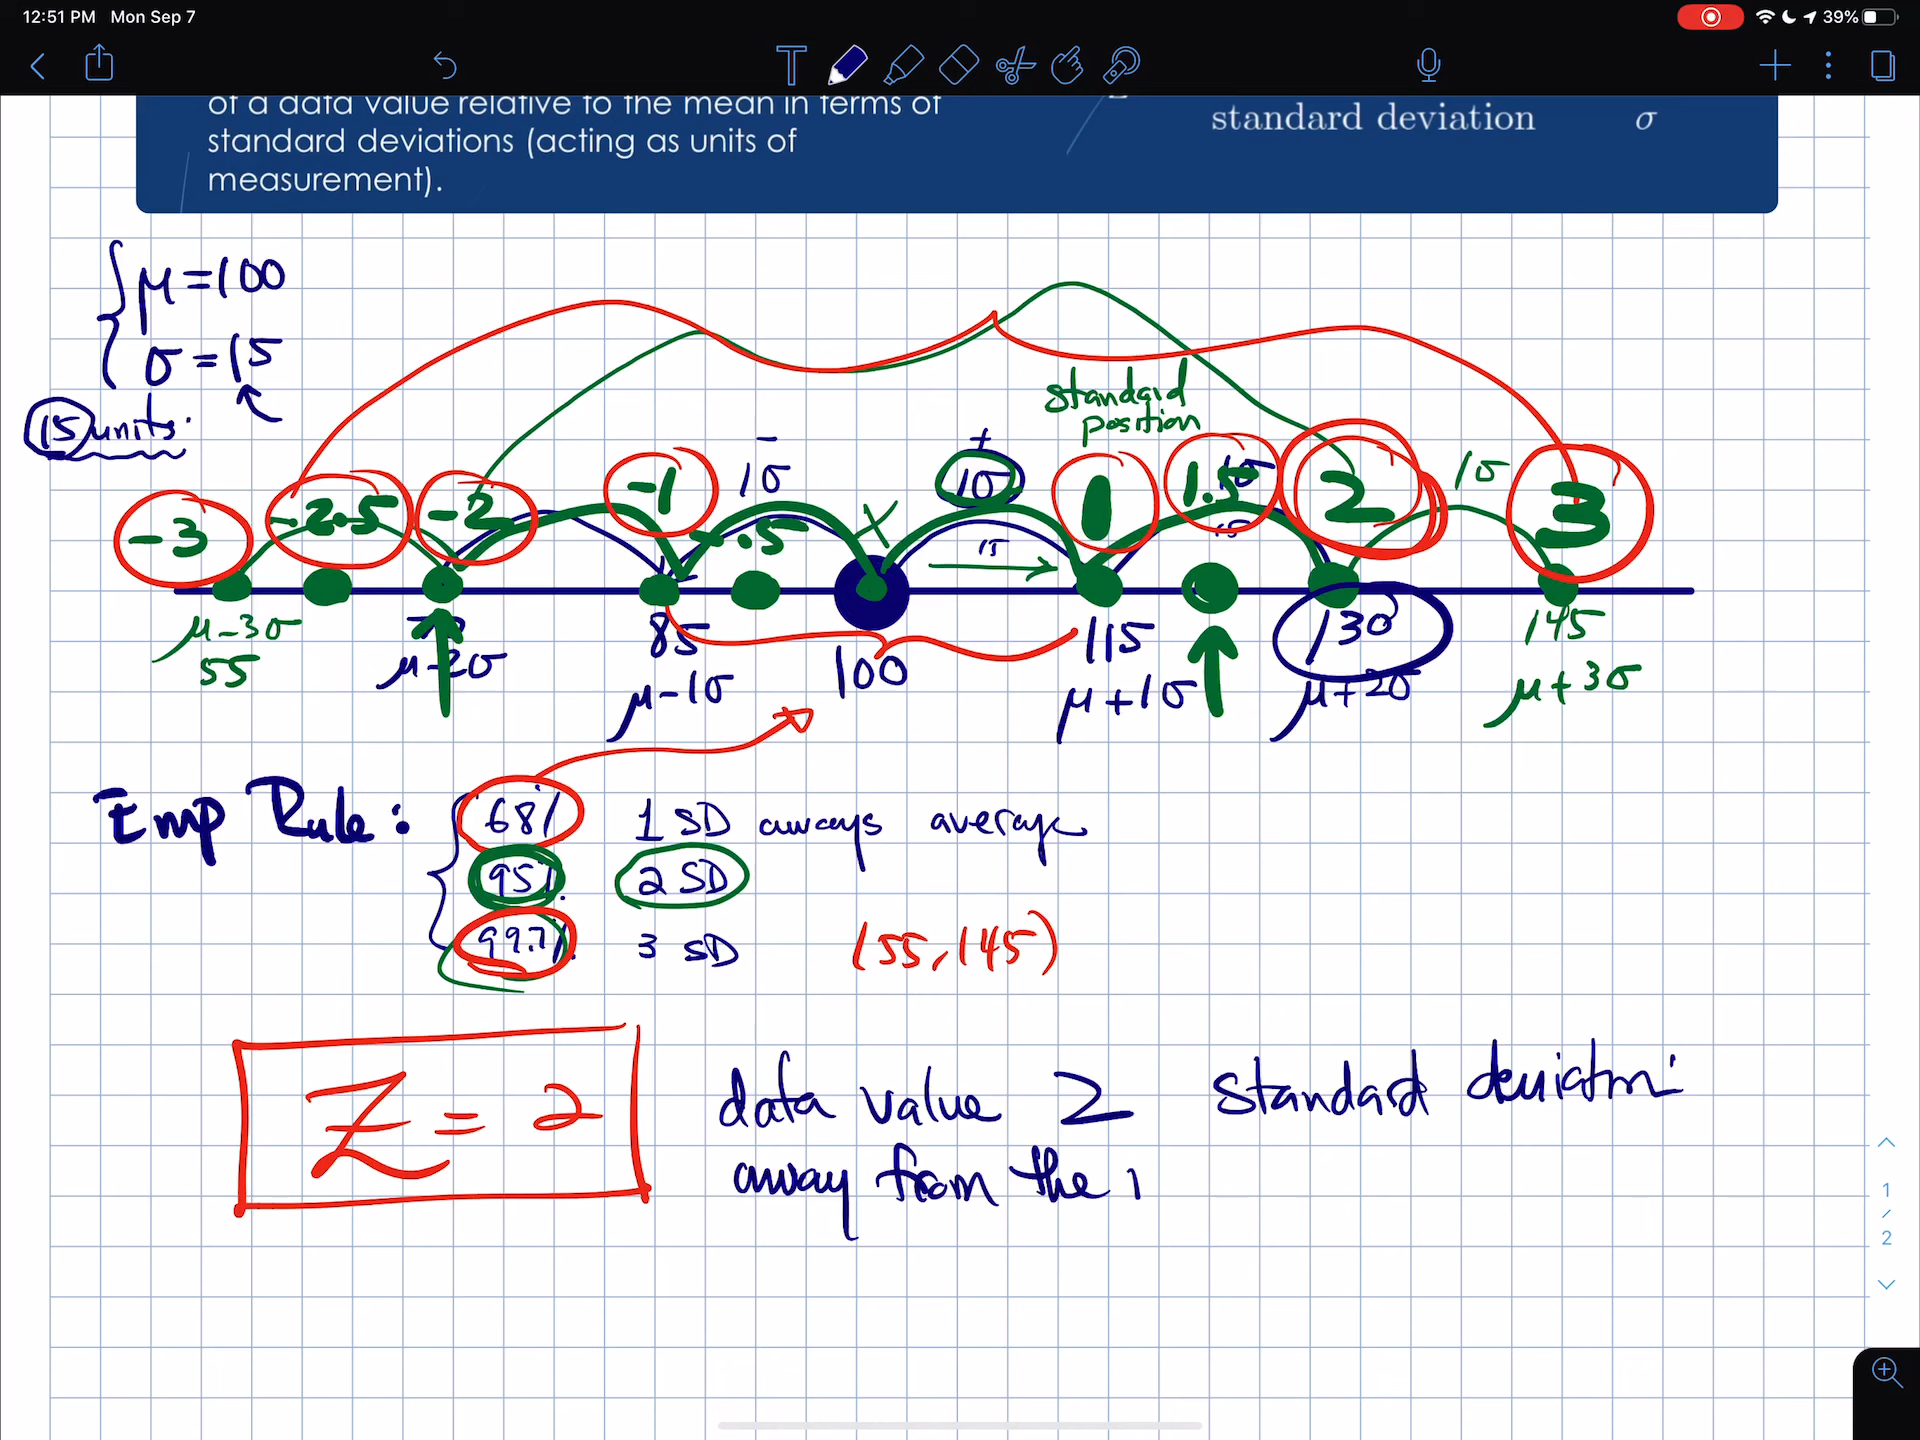 12:51 PM Mon Sep 7
39%
T
of a data value relative to the mean in terms of
standard deviations (acting as units of
measurement).
standard deviation σ
μ = 100
σ = 15
15 units
standard
position
- +
-3 -2.5 -2 -1 1σ -.5 1σ 1 1.5 1σ 2 1σ 3
15 15
μ-3σ μ-2σ 85 100 115 130 145
55 μ-1σ μ+1σ μ+2σ μ+3σ
Emp Rule: 68% 1 SD aways average
95% 2 SD
99.7% 3 SD (55, 145)
Z = 2 data value 2 standard deviation
away from the
1
/
2